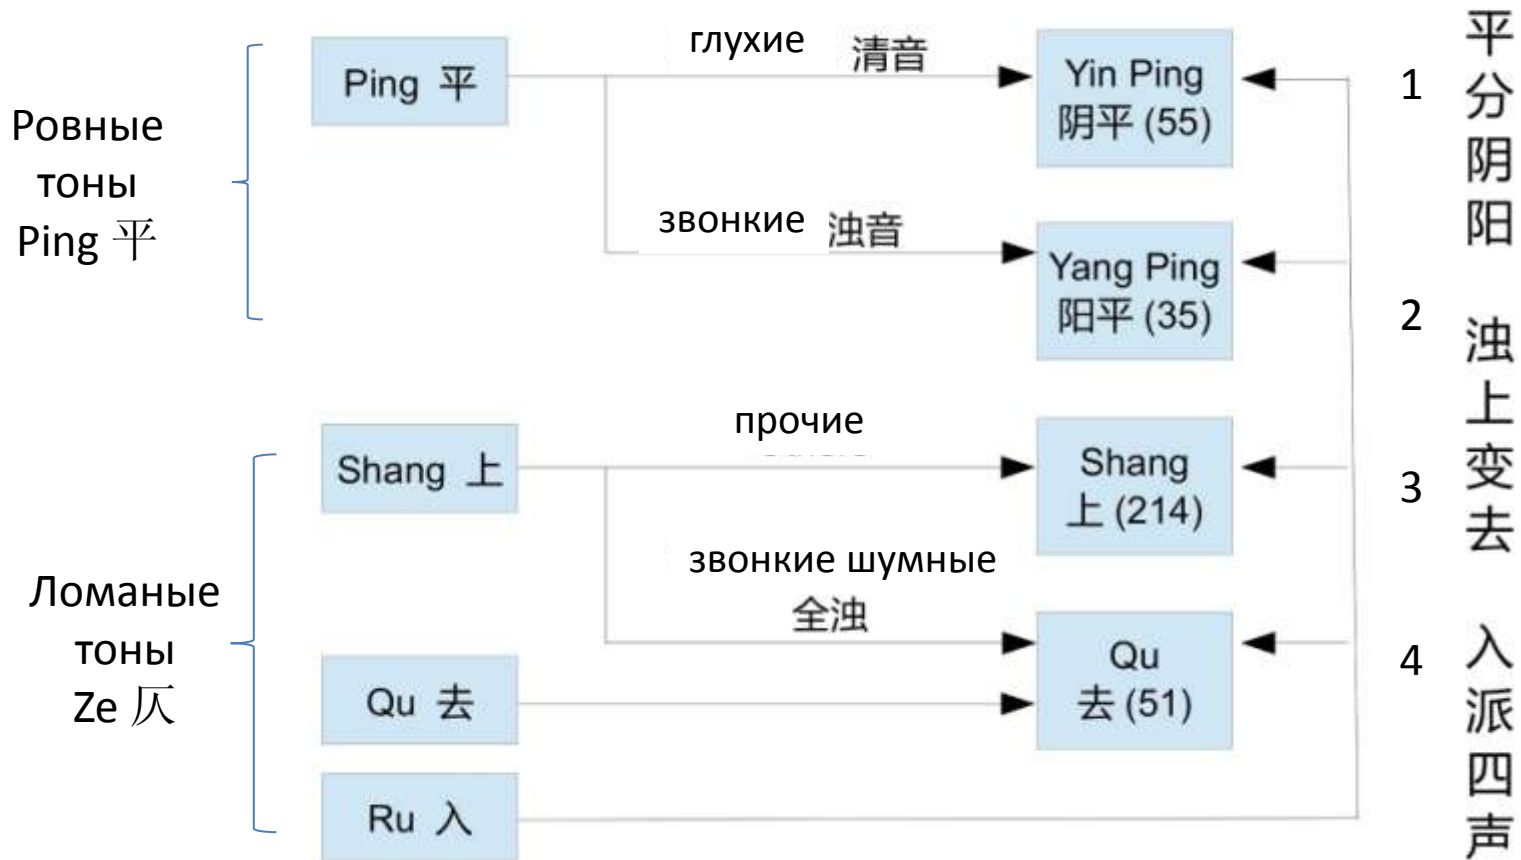 Ровные
тоны
Ping 平
Ломаные
тоны
Ze 仄
Ping 平
Shang 上
Qu 去
Ru 入
глухие 清音
звонкие 浊音
прочие
звонкие шумные
全浊
Yin Ping
阴平 (55)
Yang Ping
阳平 (35)
Shang
上 (214)
Qu
去 (51)
1
2
3
4
平分阴阳
浊上变去
入派四声